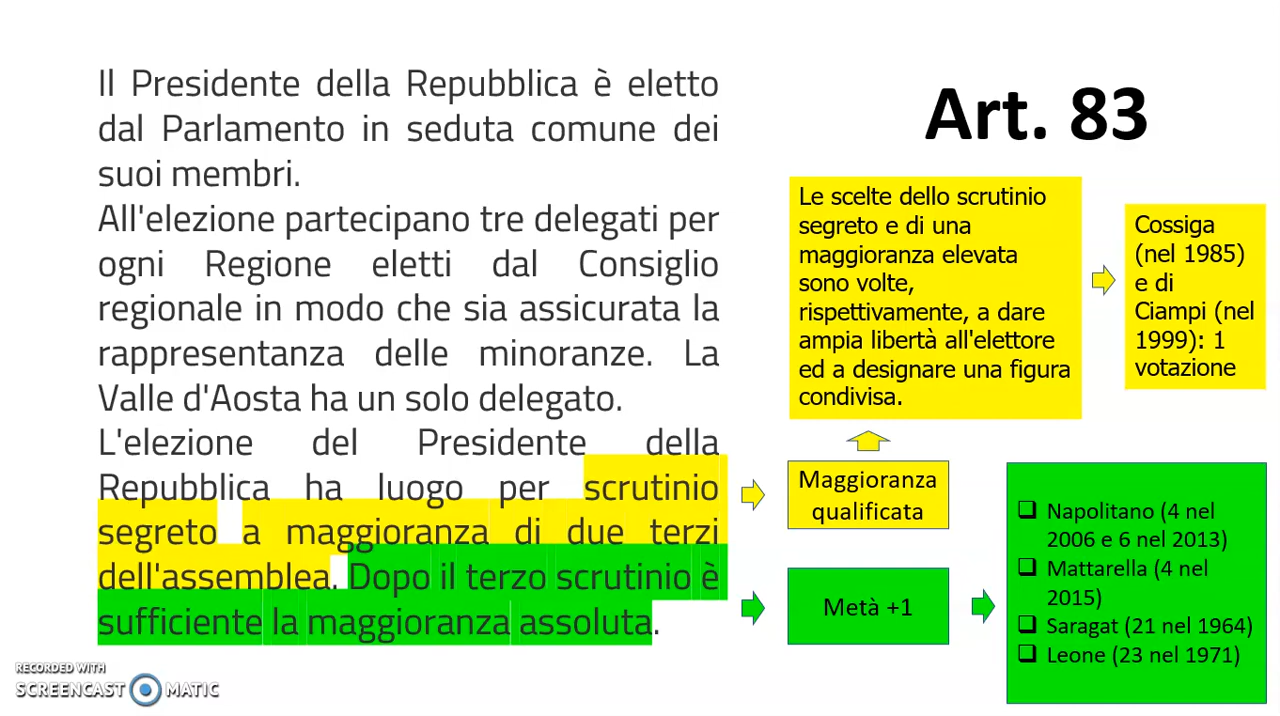 Il Presidente della Repubblica è eletto
dal Parlamento in seduta comune dei
suoi membri.
All'elezione partecipano tre delegati per
ogni Regione eletti dal Consiglio
regionale in modo che sia assicurata la
rappresentanza delle minoranze. La
Valle d'Aosta ha un solo delegato.
L'elezione del Presidente della
Repubblica ha luogo per scrutinio
segreto a maggioranza di due terzi
dell'assemblea. Dopo il terzo scrutinio è
sufficiente la maggioranza assoluta.
Art. 83
Le scelte dello scrutinio
segreto e di una
maggioranza elevata
sono volte,
rispettivamente, a dare
ampia libertà all'elettore
ed a designare una figura
condivisa.
Cossiga
(nel 1985)
e di
Ciampi (nel
1999): 1
votazione
Maggioranza
qualificata
Metà +1
Napolitano (4 nel
2006 e 6 nel 2013)
Mattarella (4 nel
2015)
Saragat (21 nel 1964)
Leone (23 nel 1971)
RECORDED WITH
SCREENCAST MATIC